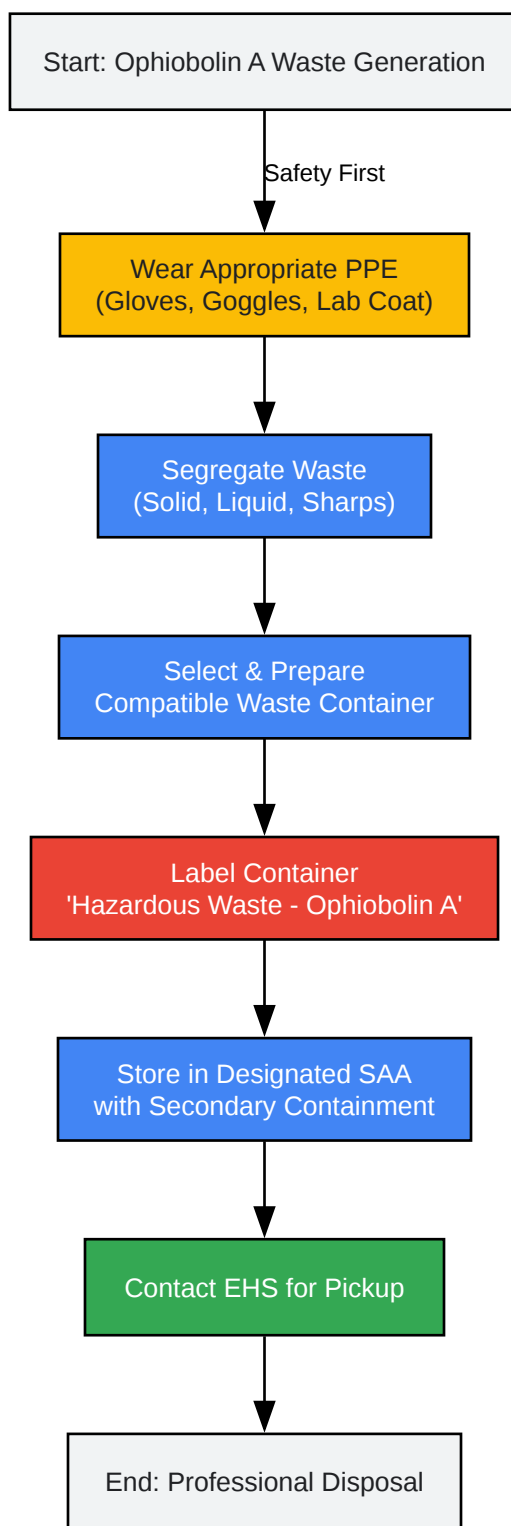 Start: Ophiobolin A Waste Generation
Safety First
Wear Appropriate PPE
(Gloves, Goggles, Lab Coat)
Segregate Waste
(Solid, Liquid, Sharps)
Select & Prepare
Compatible Waste Container
Label Container
'Hazardous Waste - Ophiobolin A'
Store in Designated SAA
with Secondary Containment
Contact EHS for Pickup
End: Professional Disposal